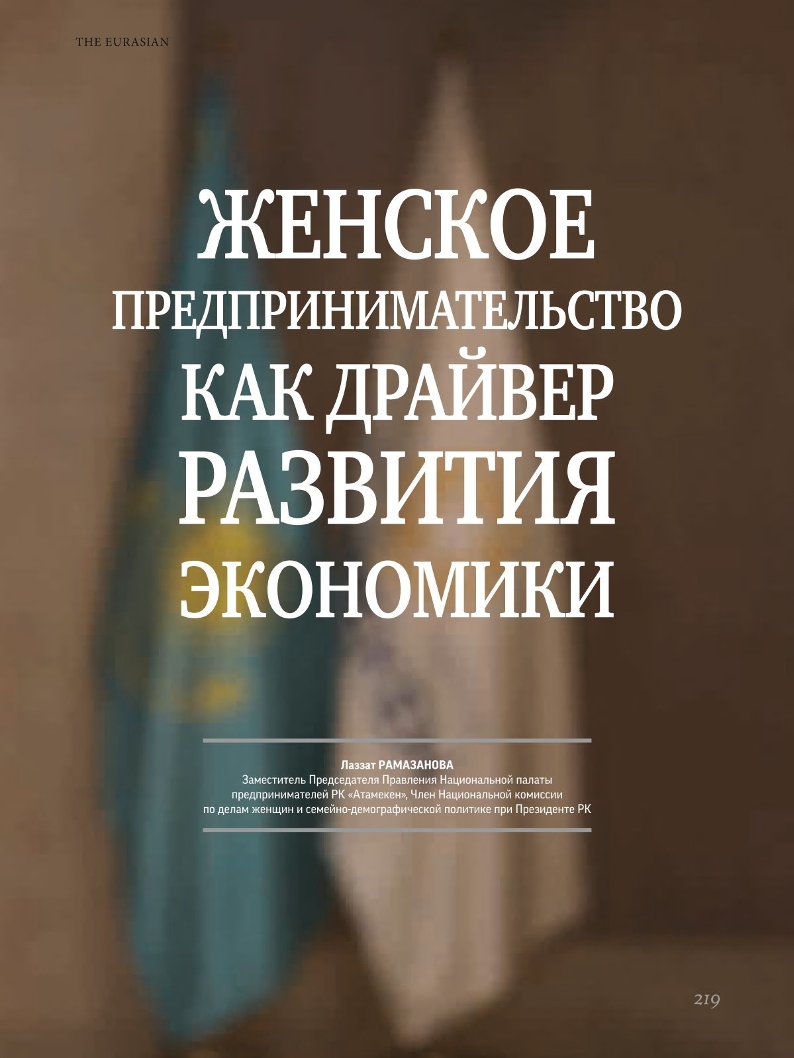 THE EURASIAN
ЖЕНСКОЕ
ПРЕДПРИНИМАТЕЛЬСТВО
КАК ДРАЙВЕР
РАЗВИТИЯ
ЭКОНОМИКИ
Лаззат РАМАЗАНОВА
Заместитель Председателя Правления Национальной палаты
предпринимателей РК «Атамекен», Член Национальной комиссии
по делам женщин и семейно-демографической политике при Президенте РК
219